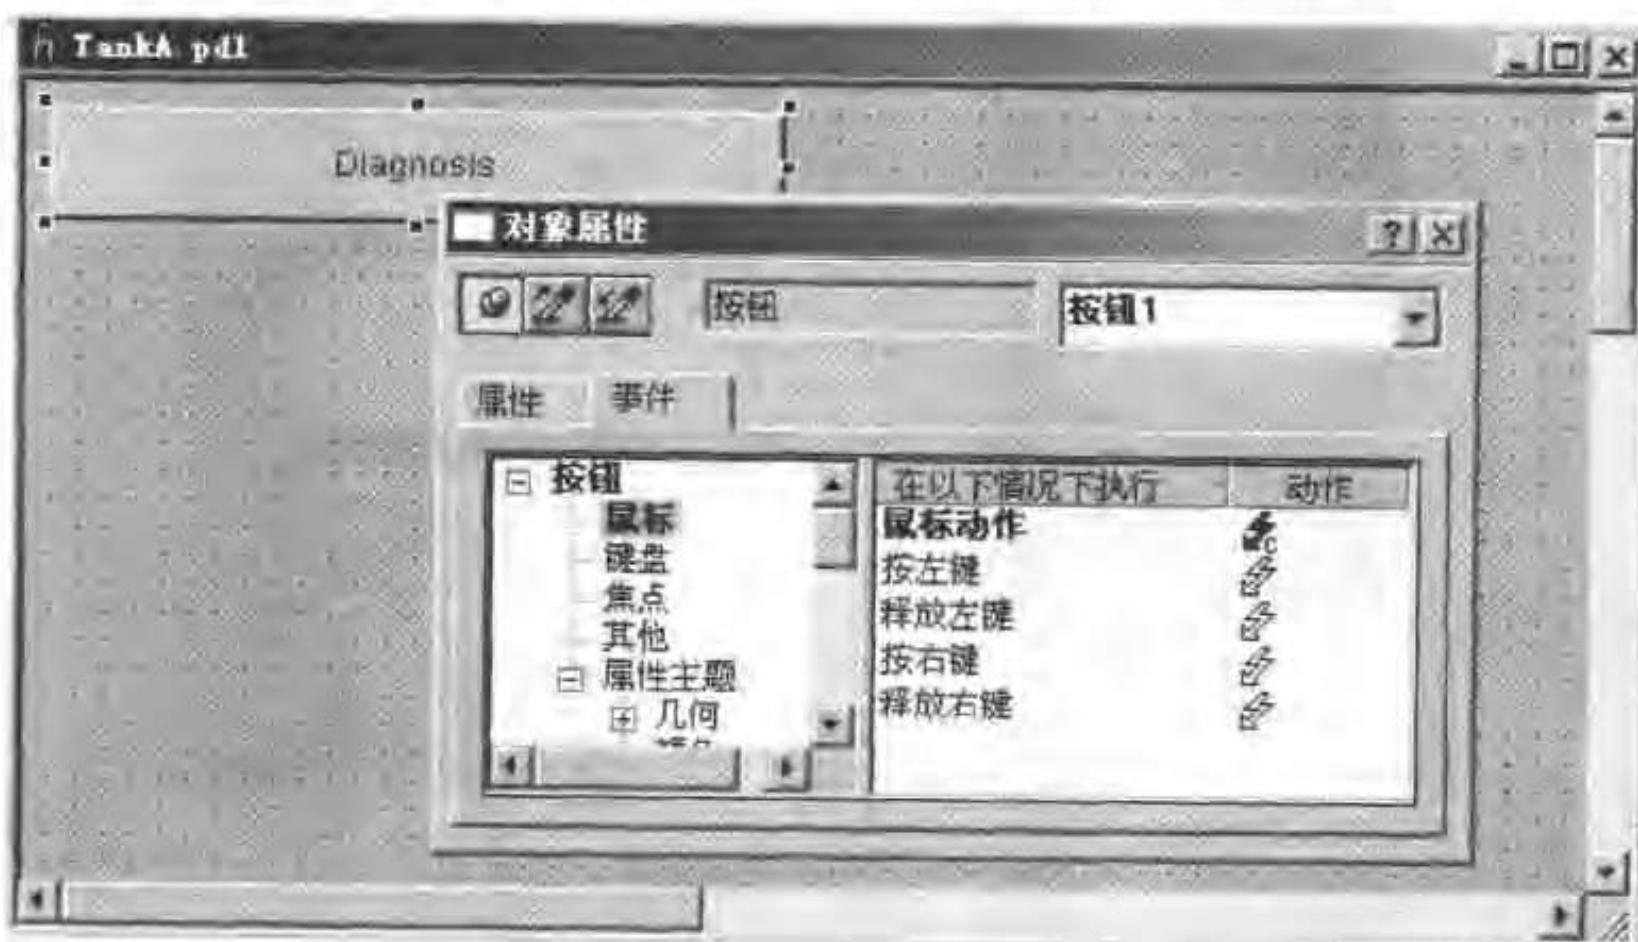 TankA pdl
Diagnosis
对象属性
按钮
按钮1
属性
事件
按钮
鼠标
键盘
焦点
其他
属性主题
几何
在以下情况下执行 动作
鼠标动作
按左键
释放左键
按右键
释放右键